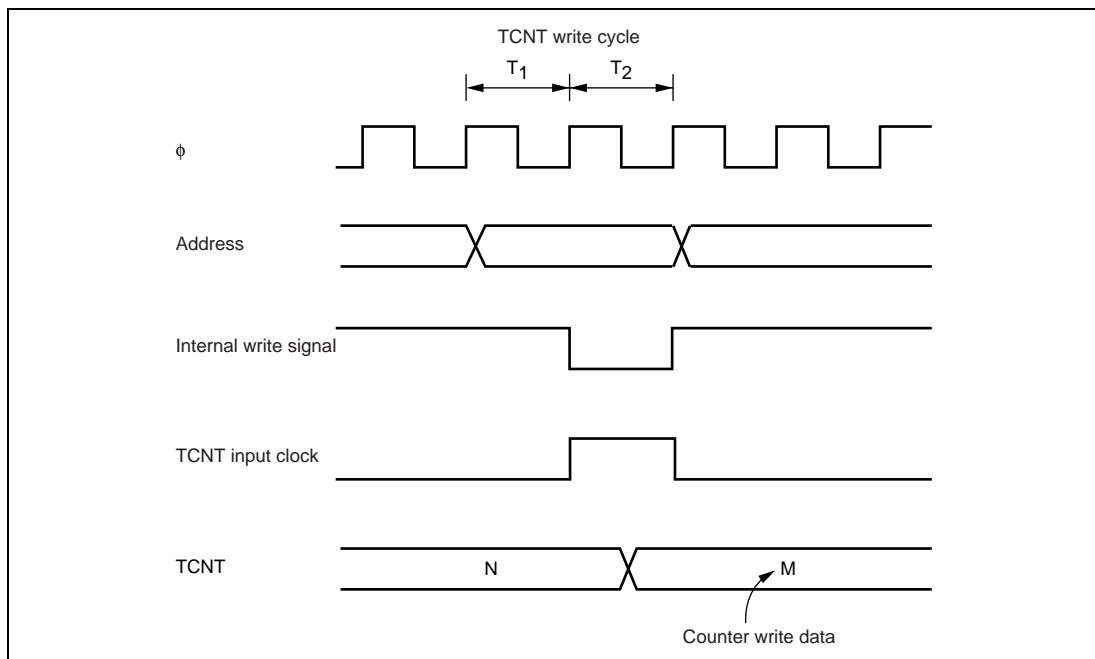 TCNT write cycle
T1 T2
ϕ
Address
Internal write signal
TCNT input clock
TCNT N M
Counter write data